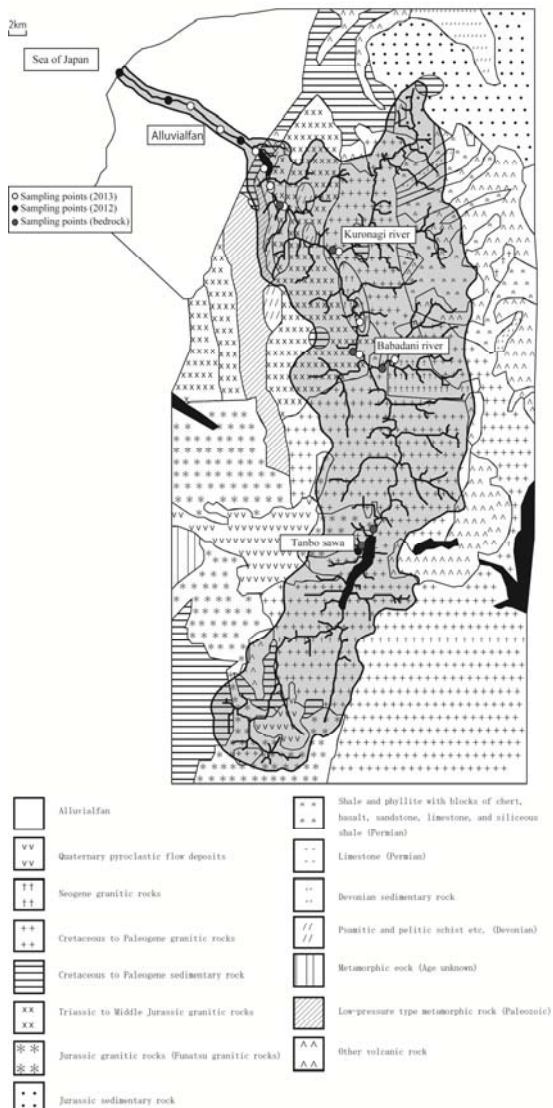 2km
Sea of Japan
Alluvialfan
Sampling points (2013)
Sampling points (2012)
Sampling points (bedrock)
Kuronagi river
Babadani river
Tanbo sawa
Alluvialfan
Quaternary pyroclastic flow deposits
Neogene granitic rocks
Cretaceous to Paleogene granitic rocks
Cretaceous to Paleogene sedimentary rock
Triassic to Middle Jurassic granitic rocks
Jurassic granitic rocks (Funatsu granitic rocks)
Jurassic sedimentary rock
Shale and phyllite with blocks of chert,
basalt, sandstone, limestone, and siliceous
shale (Permian)
Limestone (Permian)
Devonian sedimentary rock
Psamitic and pelitic schist etc. (Devonian)
Metamorphic eock (Age unknown)
Low-pressure type metamorphic rock (Paleozoic)
Other volcanic rock